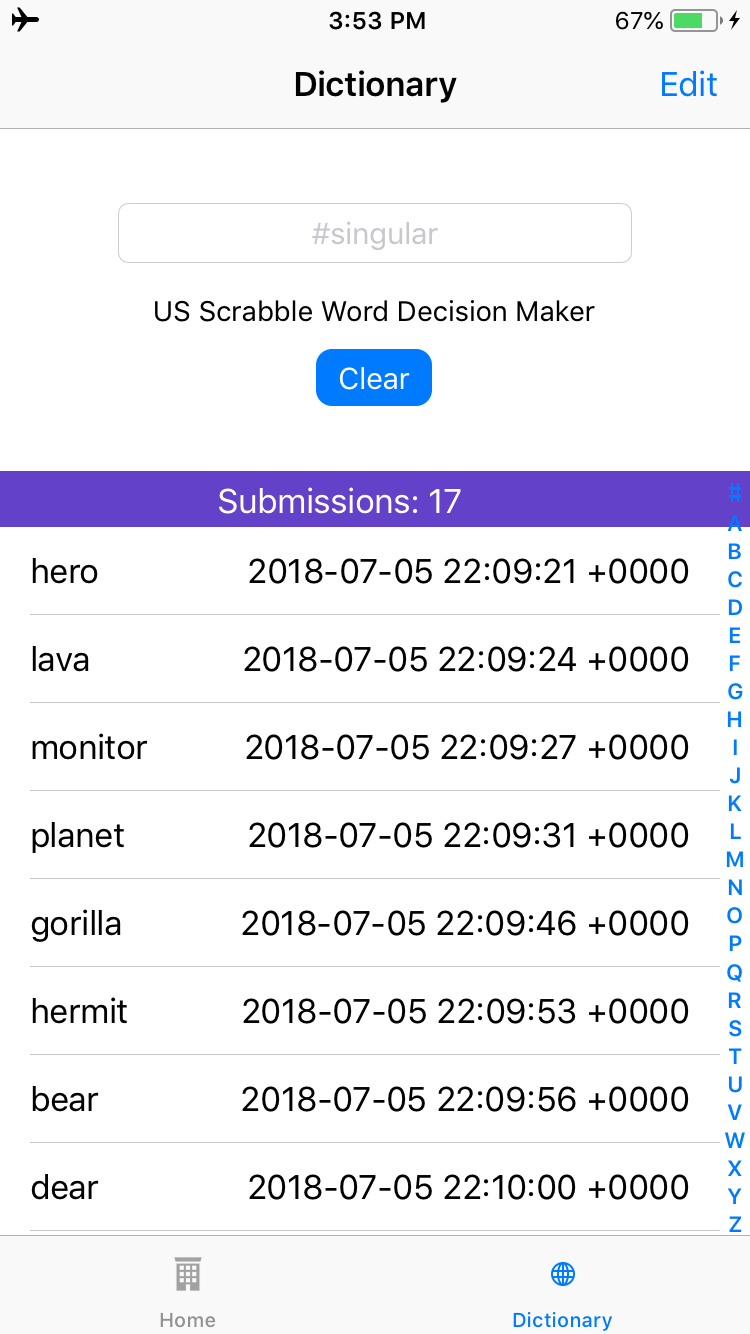 3:53 PM 67%
Dictionary Edit
#singular
US Scrabble Word Decision Maker
Clear
Submissions: 17
hero 2018-07-05 22:09:21 +0000
lava 2018-07-05 22:09:24 +0000
monitor 2018-07-05 22:09:27 +0000
planet 2018-07-05 22:09:31 +0000
gorilla 2018-07-05 22:09:46 +0000
hermit 2018-07-05 22:09:53 +0000
bear 2018-07-05 22:09:56 +0000
dear 2018-07-05 22:10:00 +0000
#
A
B
C
D
E
F
G
H
I
J
K
L
M
N
O
P
Q
R
S
T
U
V
W
X
Y
Z
Home Dictionary